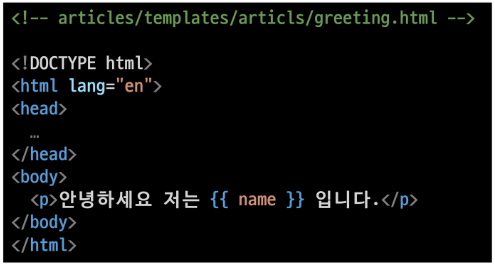 <!-- articles/templates/articls/greeting.html -->
<!DOCTYPE html>
<html lang="en">
<head>
…
</head>
<body>
<p>안녕하세요 저는 {{ name }} 입니다.</p>
</body>
</html>